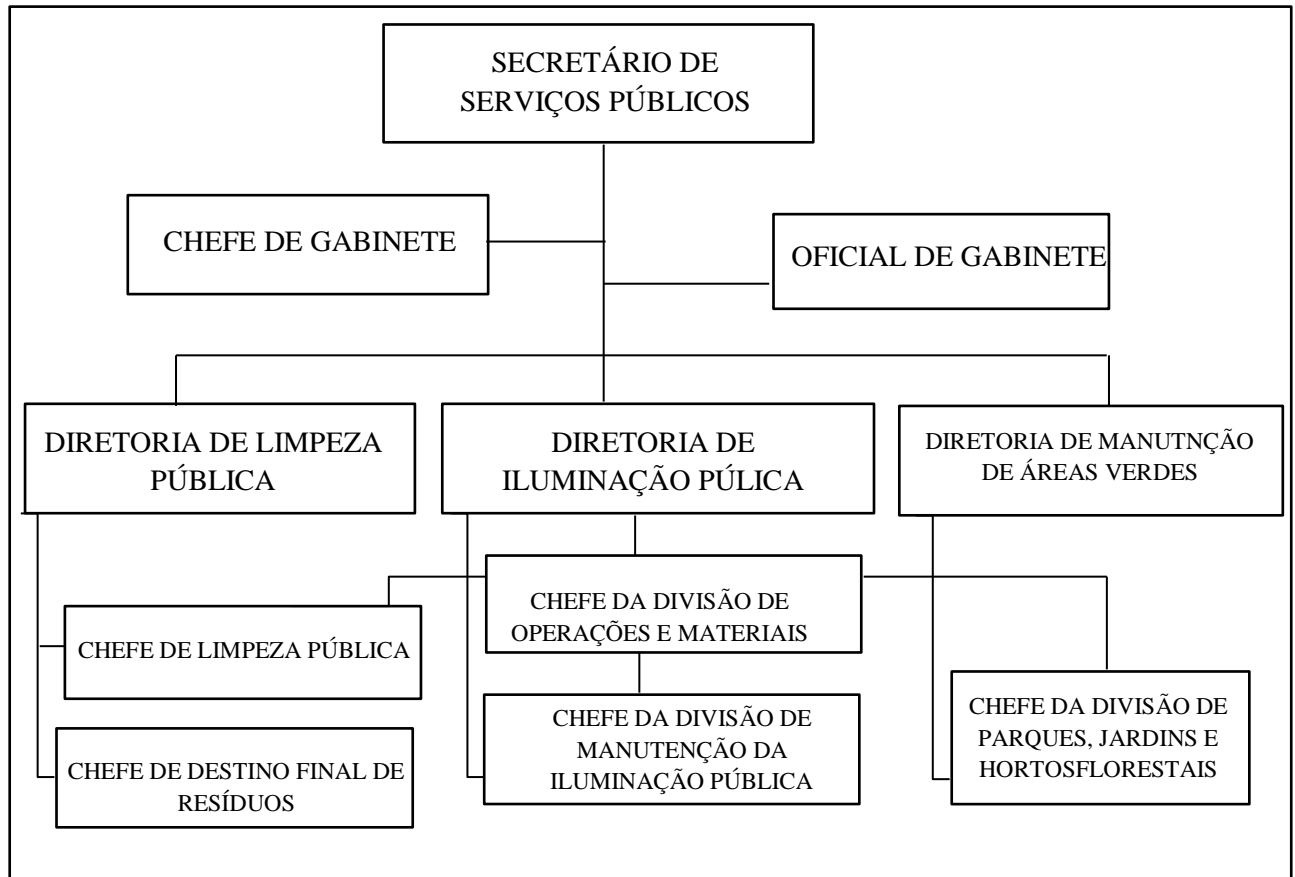 SECRETÁRIO DE
SERVIÇOS PÚBLICOS
CHEFE DE GABINETE
OFICIAL DE GABINETE
DIRETORIA DE LIMPEZA
PÚBLICA
DIRETORIA DE
ILUMINAÇÃO PÚLICA
DIRETORIA DE MANUTNÇÃO
DE ÁREAS VERDES
CHEFE DE LIMPEZA PÚBLICA
CHEFE DA DIVISÃO DE
OPERAÇÕES E MATERIAIS
CHEFE DE DESTINO FINAL DE
RESÍDUOS
CHEFE DA DIVISÃO DE
MANUTENÇÃO DA
ILUMINAÇÃO PÚBLICA
CHEFE DA DIVISÃO DE
PARQUES, JARDINS E
HORTOSFLORESTAIS